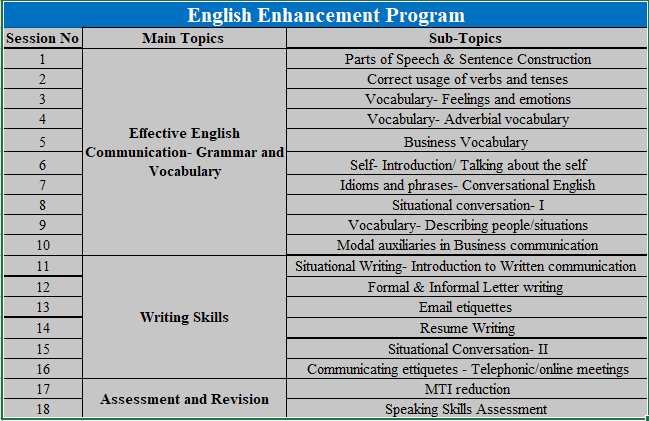 English Enhancement Program
Session No Main Topics Sub-Topics
1 Parts of Speech & Sentence Construction
2 Correct usage of verbs and tenses
3 Vocabulary- Feelings and emotions
4 Vocabulary- Adverbial vocabulary
Effective English
Communication- Grammar and
Vocabulary
5 Business Vocabulary
6 Self- Introduction/ Talking about the self
7 Idioms and phrases- Conversational English
8 Situational conversation- I
9 Vocabulary- Describing people/situations
10 Modal auxiliaries in Business communication
11 Situational Writing- Introduction to Written communication
12 Formal & Informal Letter writing
13 Email etiquettes
Writing Skills
14 Resume Writing
15 Situational Conversation- II
16 Communicating ettiquetes - Telephonic/online meetings
17 MTI reduction
Assessment and Revision
18 Speaking Skills Assessment